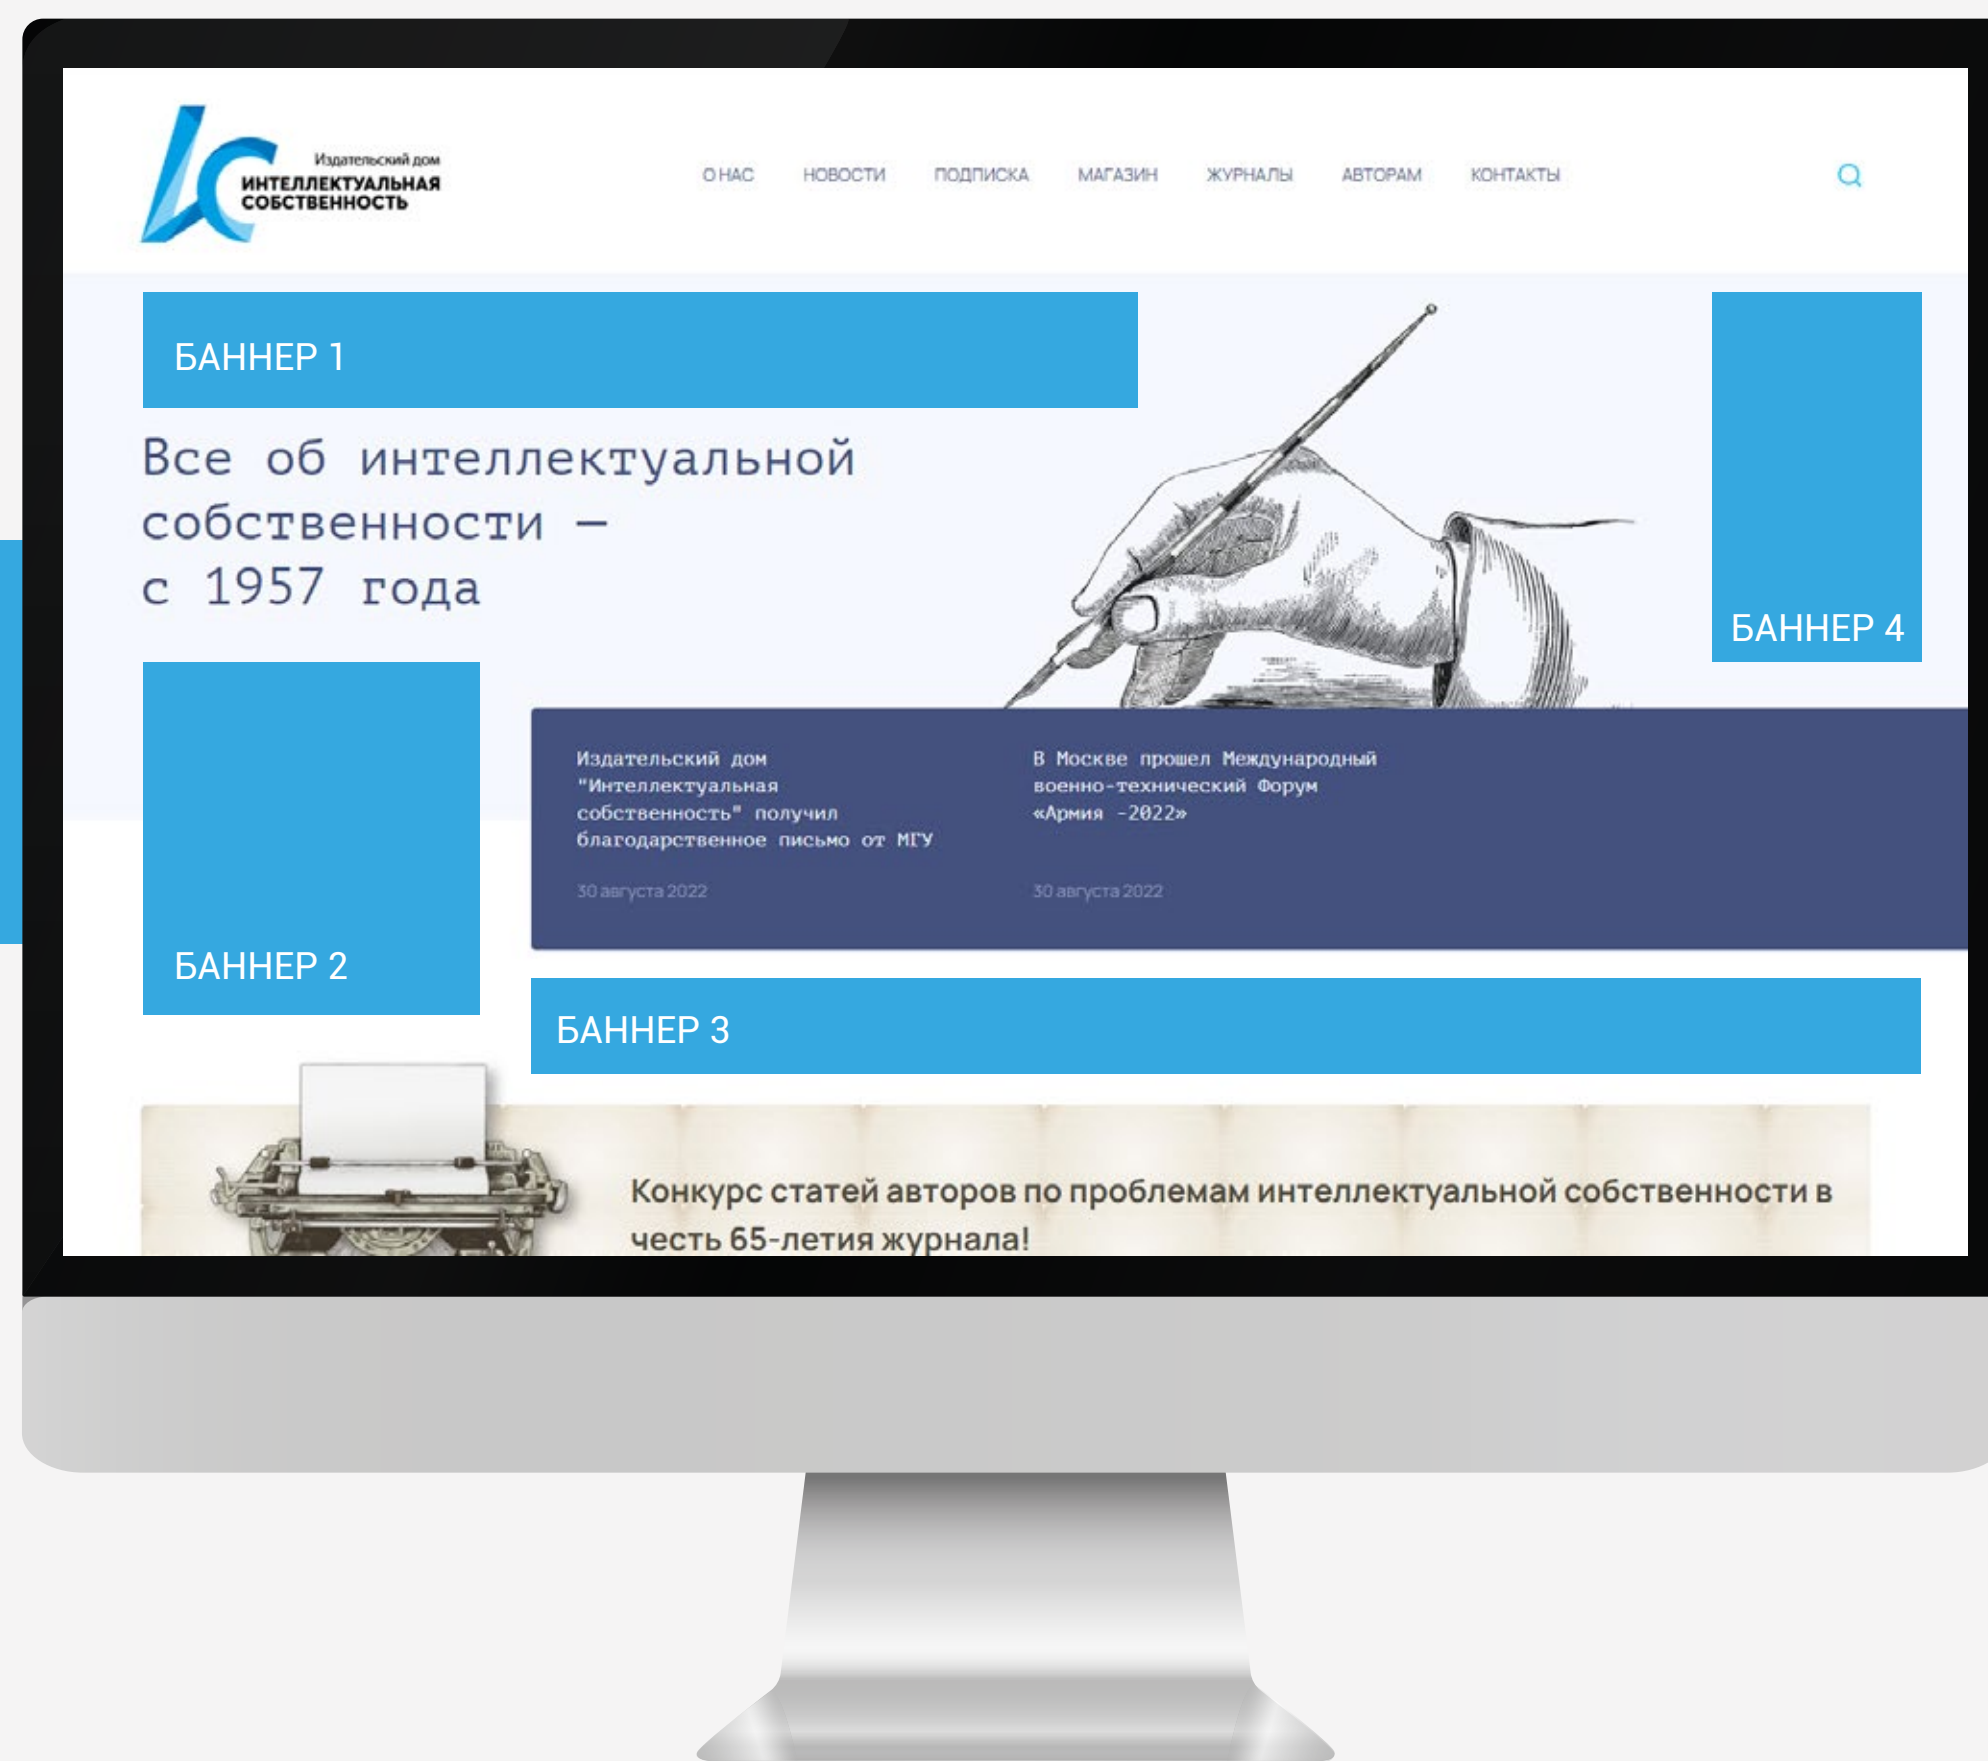 Издательский дом
ИНТЕЛЛЕКТУАЛЬНАЯ
СОБСТВЕННОСТЬ
О НАС НОВОСТИ ПОДПИСКА МАГАЗИН ЖУРНАЛЫ АВТОРАМ КОНТАКТЫ
БАННЕР 1
Все об интеллектуальной
собственности —
с 1957 года
БАННЕР 4
БАННЕР 2
Издательский дом
"Интеллектуальная
собственность" получил
благодарственное письмо от МГУ
30 августа 2022
В Москве прошел Международный
военно-технический Форум
«Армия -2022»
30 августа 2022
БАННЕР 3
Конкурс статей авторов по проблемам интеллектуальной собственности в
честь 65-летия журнала!